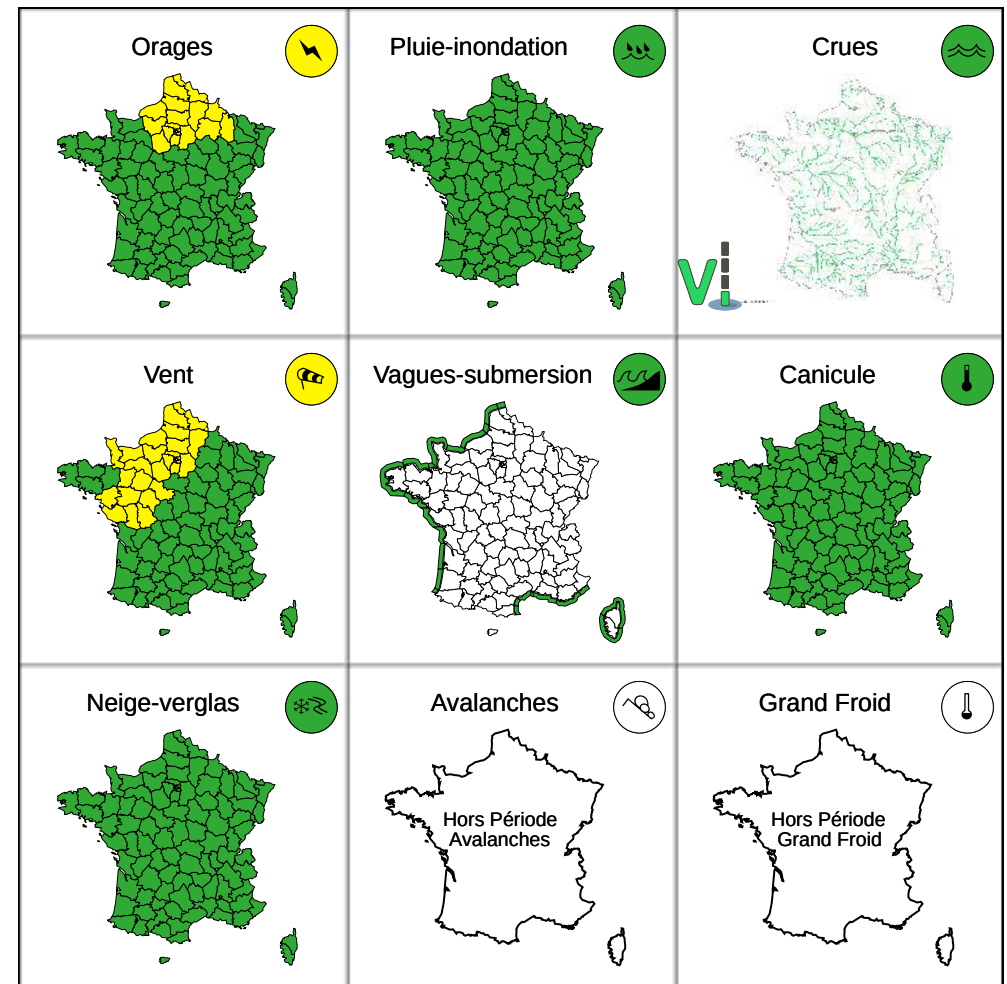 Orages
Pluie-inondation
Crues
Vi
Vent
Vagues-submersion
Canicule
Neige-verglas
Avalanches
Grand Froid
Hors Période
Avalanches
Hors Période
Grand Froid